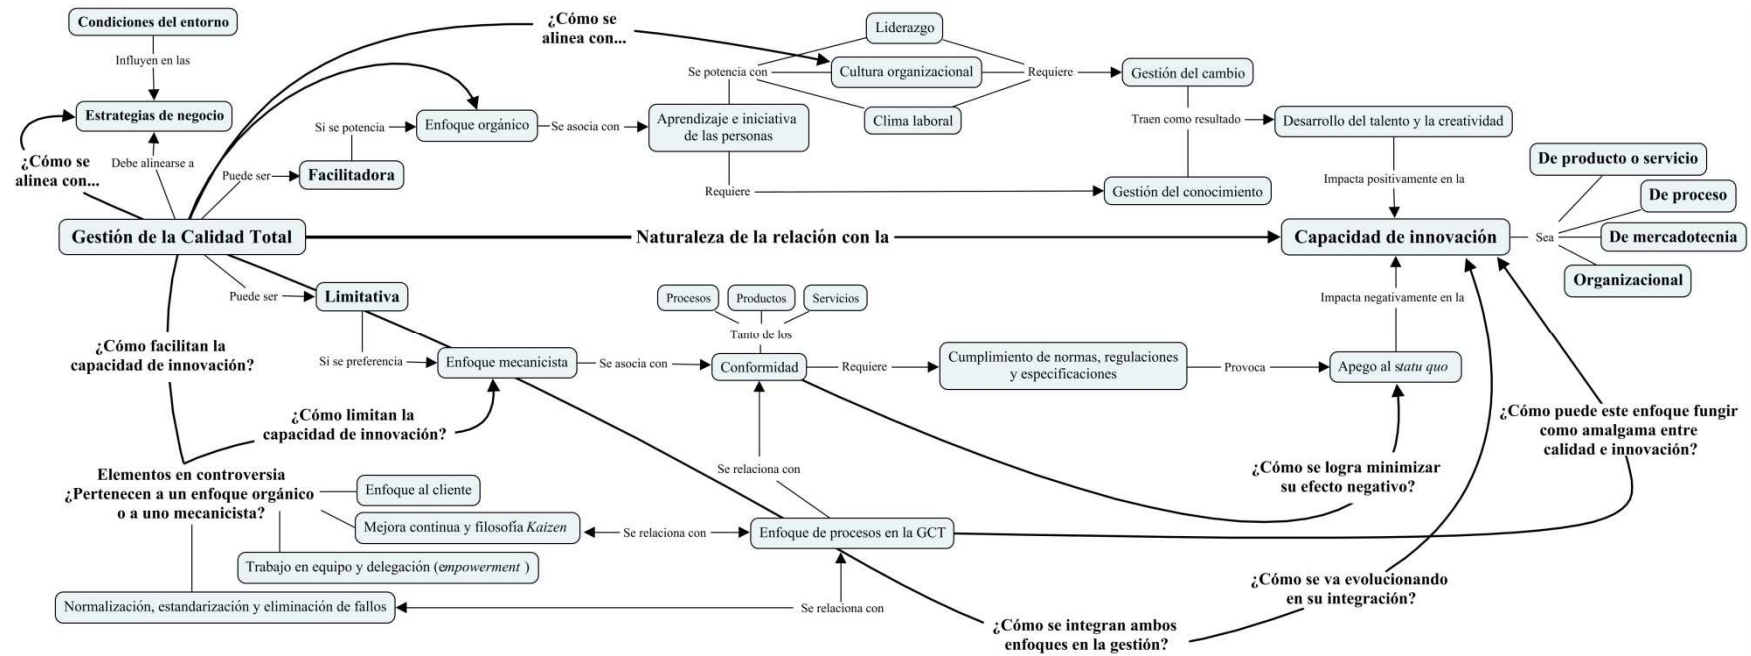 Condiciones del entorno
Influyen en las
Estrategias de negocio
¿Cómo se
alinea con...
Debe alinearse a
¿Cómo se
alinea con...
Puede ser
Facilitadora
Si se potencia
Enfoque orgánico
Se asocia con
Aprendizaje e iniciativa
de las personas
Se potencia con
Liderazgo
Cultura organizacional
Clima laboral
Requiere
Gestión del cambio
Traen como resultado
Requiere
Gestión del conocimiento
Desarrollo del talento y la creatividad
Impacta positivamente en la
Gestión de la Calidad Total
Naturaleza de la relación con la
Capacidad de innovación
Sea
De producto o servicio
De proceso
De mercadotecnia
Organizacional
Puede ser
Limitativa
Si se preferencia
Enfoque mecanicista
Se asocia con
Procesos
Productos
Servicios
Tanto de los
Conformidad
Requiere
Cumplimiento de normas, regulaciones
y especificaciones
Provoca
Apego al statu quo
Impacta negativamente en la
¿Cómo facilitan la
capacidad de innovación?
¿Cómo limitan la
capacidad de innovación?
Elementos en controversia
¿Pertenecen a un enfoque orgánico
o a uno mecanicista?
Enfoque al cliente
Mejora continua y filosofía Kaizen
Trabajo en equipo y delegación (empowerment )
Normalización, estandarización y eliminación de fallos
Se relaciona con
Se relaciona con
Se relaciona con
Enfoque de procesos en la GCT
¿Cómo se logra minimizar
su efecto negativo?
¿Cómo puede este enfoque fungir
como amalgama entre
calidad e innovación?
¿Cómo se va evolucionando
en su integración?
¿Cómo se integran ambos
enfoques en la gestión?